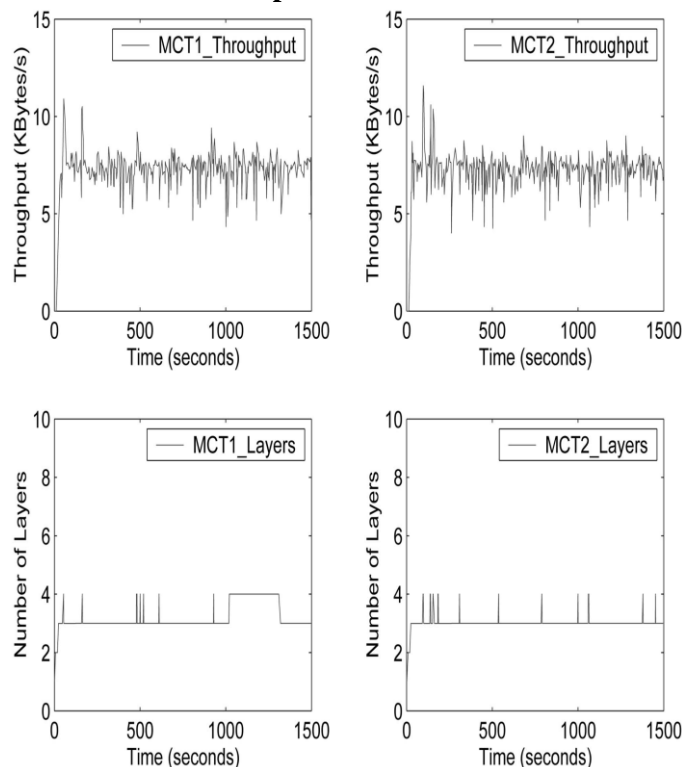 MCT1_Throughput
Throughput (KBytes/s)
15
10
5
0
0 500 1000 1500
Time (seconds)
MCT2_Throughput
Throughput (KBytes/s)
15
10
5
0
0 500 1000 1500
Time (seconds)
MCT1_Layers
Number of Layers
10
8
6
4
2
0
0 500 1000 1500
Time (seconds)
MCT2_Layers
Number of Layers
10
8
6
4
2
0
0 500 1000 1500
Time (seconds)